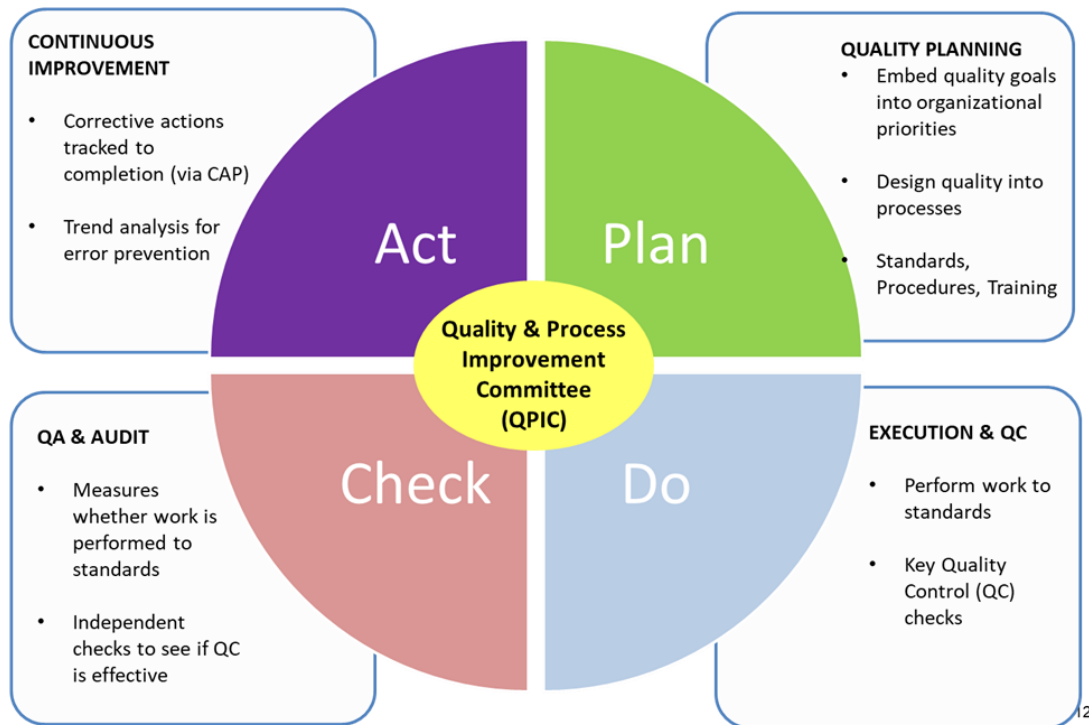 CONTINUOUS
IMPROVEMENT
• Corrective actions
tracked to
completion (via CAP)
• Trend analysis for
error prevention
Act
Plan
QUALITY PLANNING
• Embed quality goals
into organizational
priorities
• Design quality into
processes
• Standards,
Procedures, Training
Quality & Process
Improvement
Committee
(QPIC)
QA & AUDIT
• Measures
whether work is
performed to
standards
• Independent
checks to see if QC
is effective
Check
Do
EXECUTION & QC
• Perform work to
standards
• Key Quality
Control (QC)
checks
12